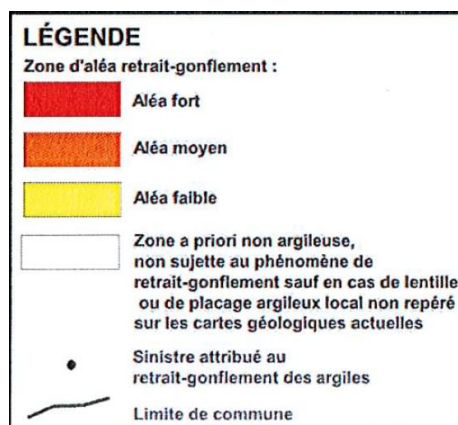 LÉGENDE
Zone d'aléa retrait-gonflement :
Aléa fort
Aléa moyen
Aléa faible
Zone a priori non argileuse,
non sujette au phénomène de
retrait-gonflement sauf en cas de lentille
ou de placage argileux local non repéré
sur les cartes géologiques actuelles
Sinistre attribué au
retrait-gonflement des argiles
Limite de commune